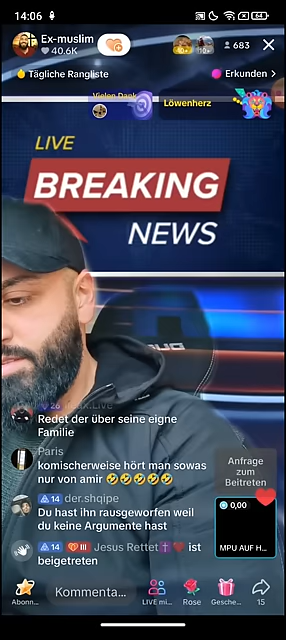 14:06
64
Ex-muslim
40.6K
683
Tägliche Rangliste
Erkunden >
Vielen Dank
Löwenherz
LIVE
BREAKING
NEWS
Redet der über seine eigne
Familie
Paris
komischerweise hört man sowas
nur von amir 🤣🤣🤣🤣🤣
14 der.shqipe
Du hast ihn rausgeworfen weil
du keine Argumente hast
14 III Jesus Rettet✝️♥️ ist
beigetreten
Anfrage
zum
Beitreten
0,00
MPU AUF H...
Abonn...
Kommenta...
LIVE mi...
Rose
Gesche...
15